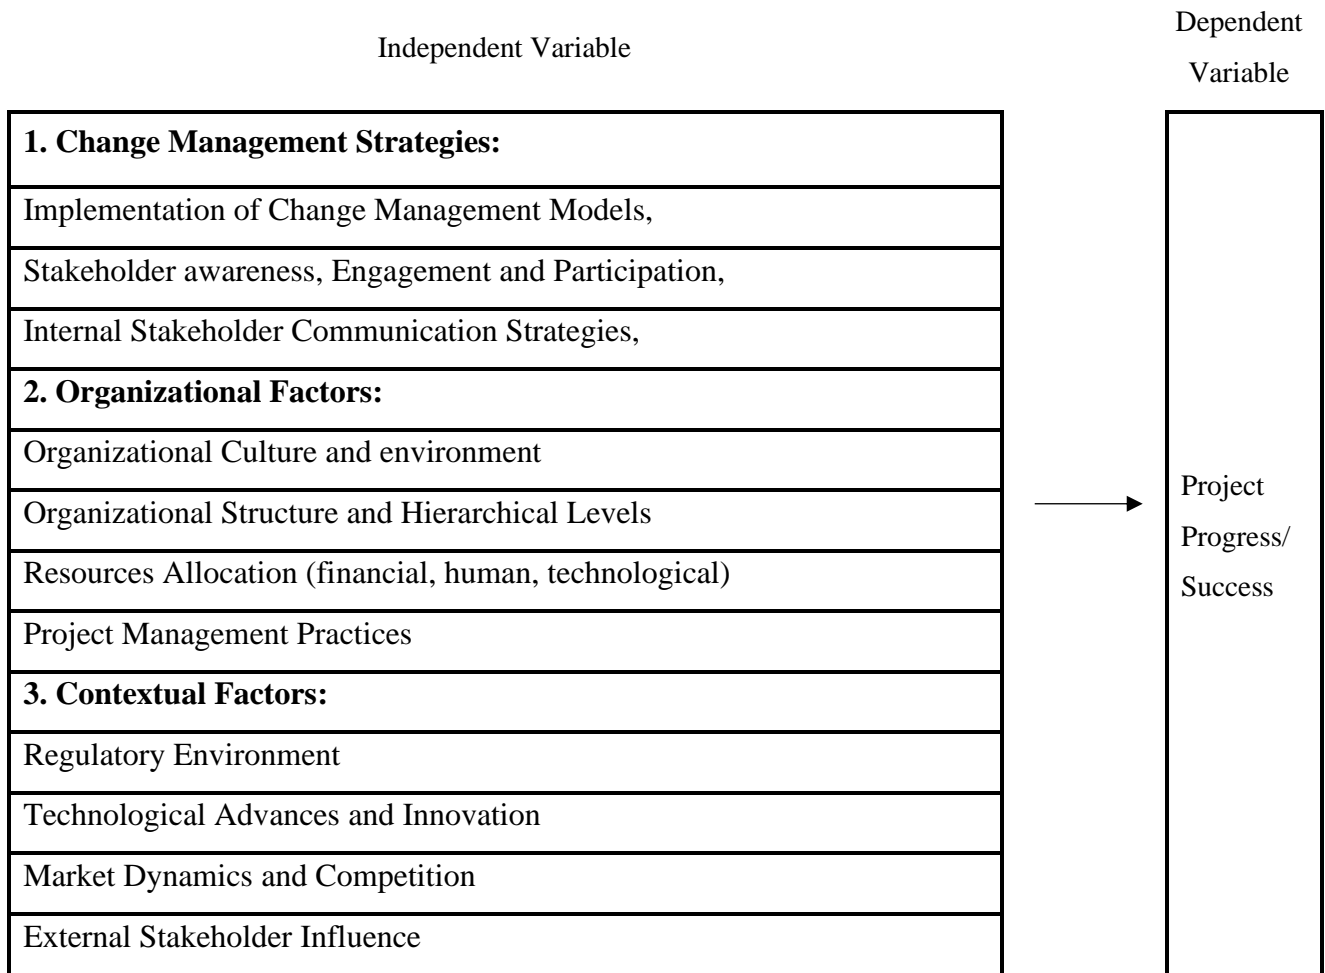 Independent Variable
Dependent
Variable
1. Change Management Strategies:
Implementation of Change Management Models,
Stakeholder awareness, Engagement and Participation,
Internal Stakeholder Communication Strategies,
2. Organizational Factors:
Organizational Culture and environment
Organizational Structure and Hierarchical Levels
Resources Allocation (financial, human, technological)
Project Management Practices
3. Contextual Factors:
Regulatory Environment
Technological Advances and Innovation
Market Dynamics and Competition
External Stakeholder Influence
Project
Progress/
Success